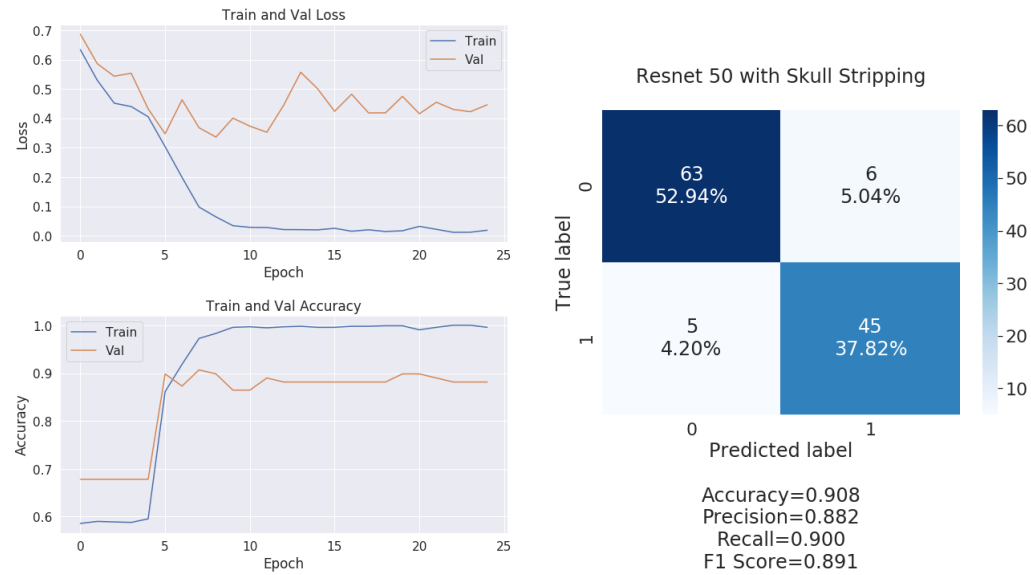 Train and Val Loss
0.7
0.6
0.5
0.4
0.3
0.2
0.1
0.0
Loss
Train
Val
0
5
10
15
20
25
Epoch
Train and Val Accuracy
1.0
0.9
0.8
0.7
0.6
Accuracy
Train
Val
0
5
10
15
20
25
Epoch
Resnet 50 with Skull Stripping
True label
0
1
63
52.94%
6
5.04%
5
4.20%
45
37.82%
0
1
Predicted label
60
50
40
30
20
10
Accuracy=0.908
Precision=0.882
Recall=0.900
F1 Score=0.891